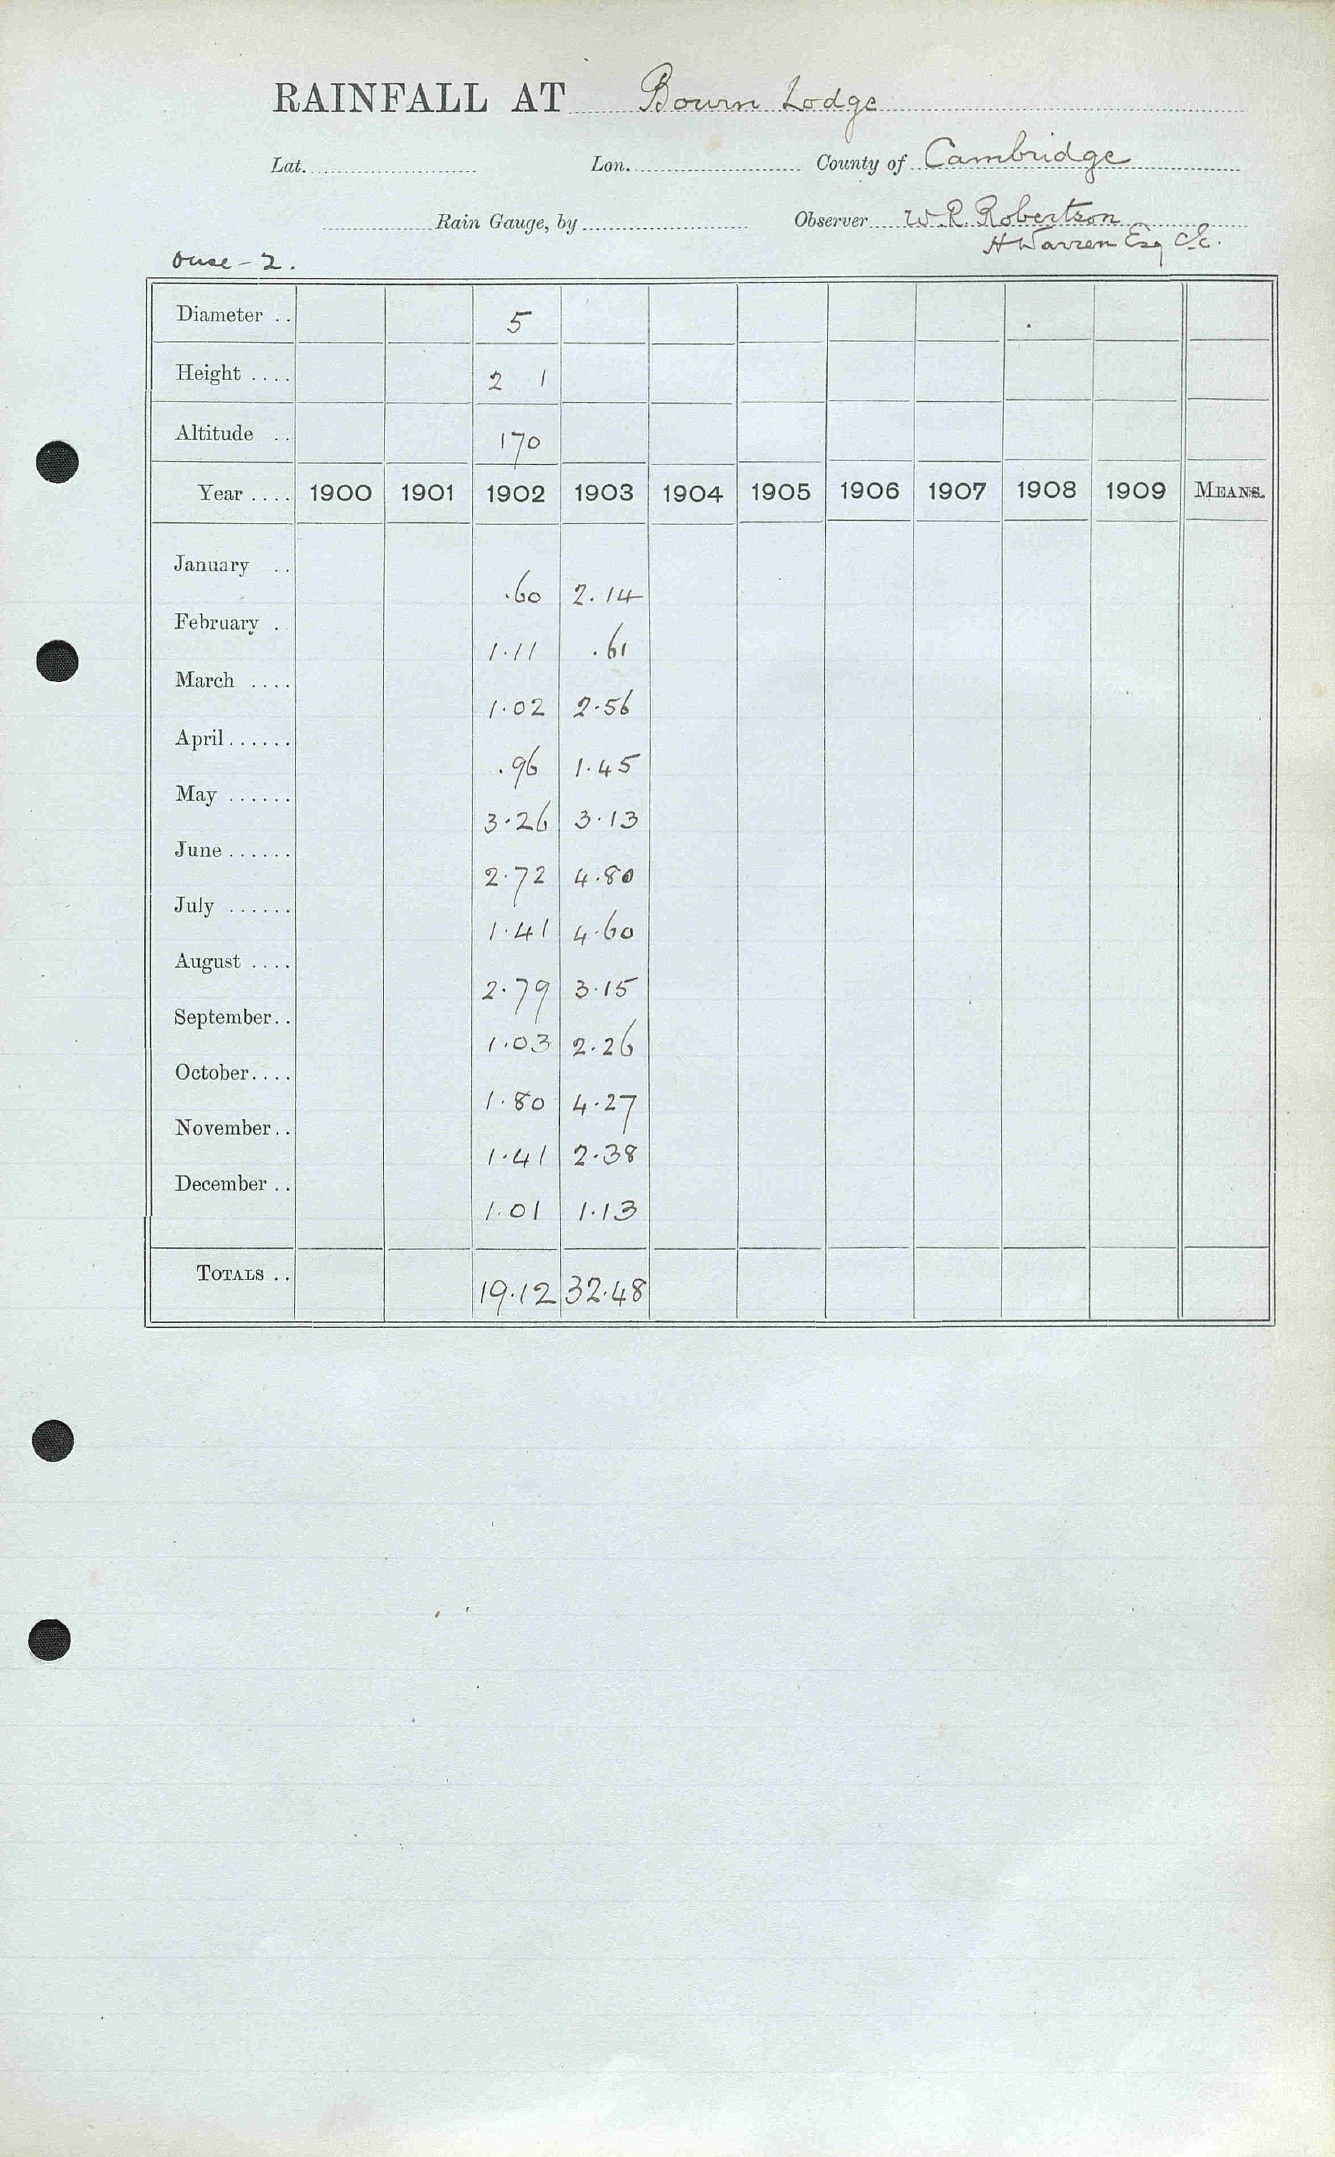 RAINFALL AT Bourn Lodge
Lat. Lon. County of Cambridge
Rain Gauge, by Observer W. R. Robertson
H Warren Esq C.E.
Ouse - 2.
Diameter .. 5
Height .... 2 1
Altitude .. 170
Year .... 1900 1901 1902 1903 1904 1905 1906 1907 1908 1909 MEANS.
January .. .60 2.14
February . 1.11 .61
March .... 1.02 2.56
April ...... .96 1.45
May ...... 3.26 3.13
June ...... 2.72 4.80
July ...... 1.41 4.60
August .... 2.79 3.15
September.. 1.03 2.26
October.... 1.80 4.27
November.. 1.41 2.38
December .. 1.01 1.13
TOTALS .. 19.12 32.48